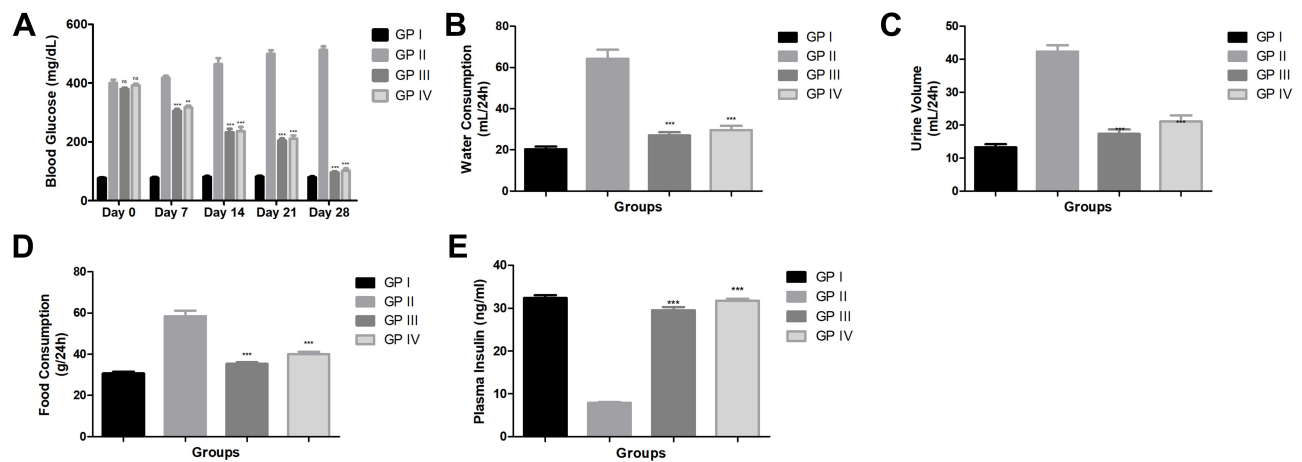 A
Blood Glucose (mg/dL)
600
400
200
0
ns ns
*** **
*** ***
*** ***
*** ***
Day 0 Day 7 Day 14 Day 21 Day 28
GP I
GP II
GP III
GP IV
B
Water Consumption
(mL/24h)
80
60
40
20
0
*** ***
Groups
GP I
GP II
GP III
GP IV
C
Urine Volume
(mL/24h)
50
40
30
20
10
0
*** ***
Groups
GP I
GP II
GP III
GP IV
D
Food Consumption
(g/24h)
80
60
40
20
0
*** ***
Groups
GP I
GP II
GP III
GP IV
E
Plasma Insulin (ng/ml)
40
30
20
10
0
*** ***
Groups
GP I
GP II
GP III
GP IV